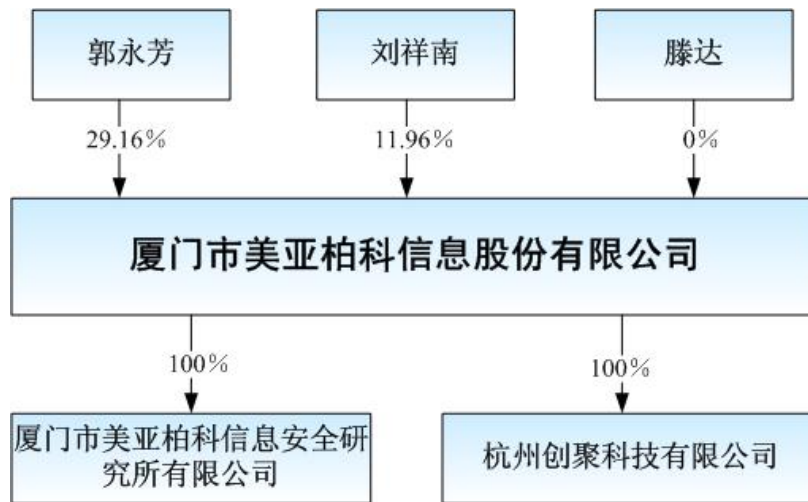 郭永芳
刘祥南
滕达
29.16%
11.96%
0%
厦门市美亚柏科信息股份有限公司
100%
100%
厦门市美亚柏科信息安全研
究所有限公司
杭州创聚科技有限公司